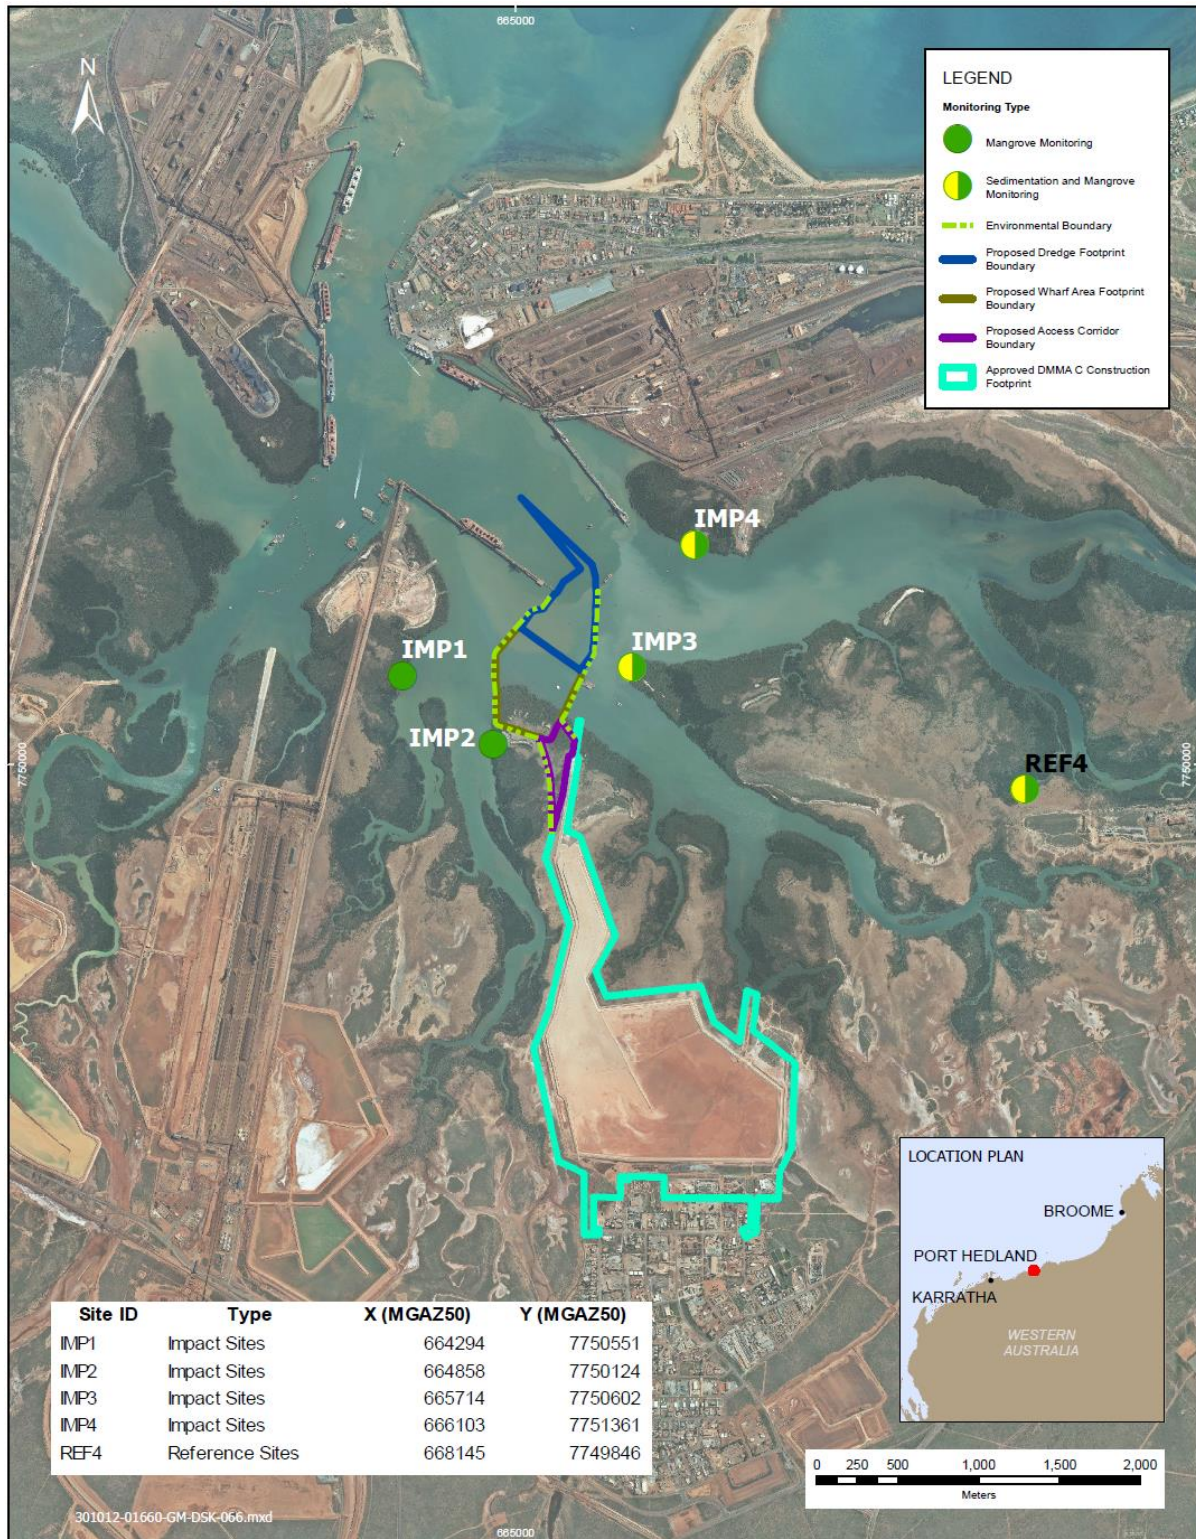 665000
N
LEGEND
Monitoring Type
Mangrove Monitoring
Sedimentation and Mangrove
Monitoring
Environmental Boundary
Proposed Dredge Footprint
Boundary
Proposed Wharf Area Footprint
Boundary
Proposed Access Corridor
Boundary
Approved DMMA C Construction
Footprint
IMP4
IMP3
IMP1
IMP2
REF4
7750000
7750000
LOCATION PLAN
BROOME
PORT HEDLAND
KARRATHA
WESTERN
AUSTRALIA
Site ID Type X (MGAZ50) Y (MGAZ50)
IMP1 Impact Sites 664294 7750551
IMP2 Impact Sites 664858 7750124
IMP3 Impact Sites 665714 7750602
IMP4 Impact Sites 666103 7751361
REF4 Reference Sites 668145 7749846
0 250 500 1,000 1,500 2,000
Meters
301012-01660-GM-DSK-066.mxd
665000